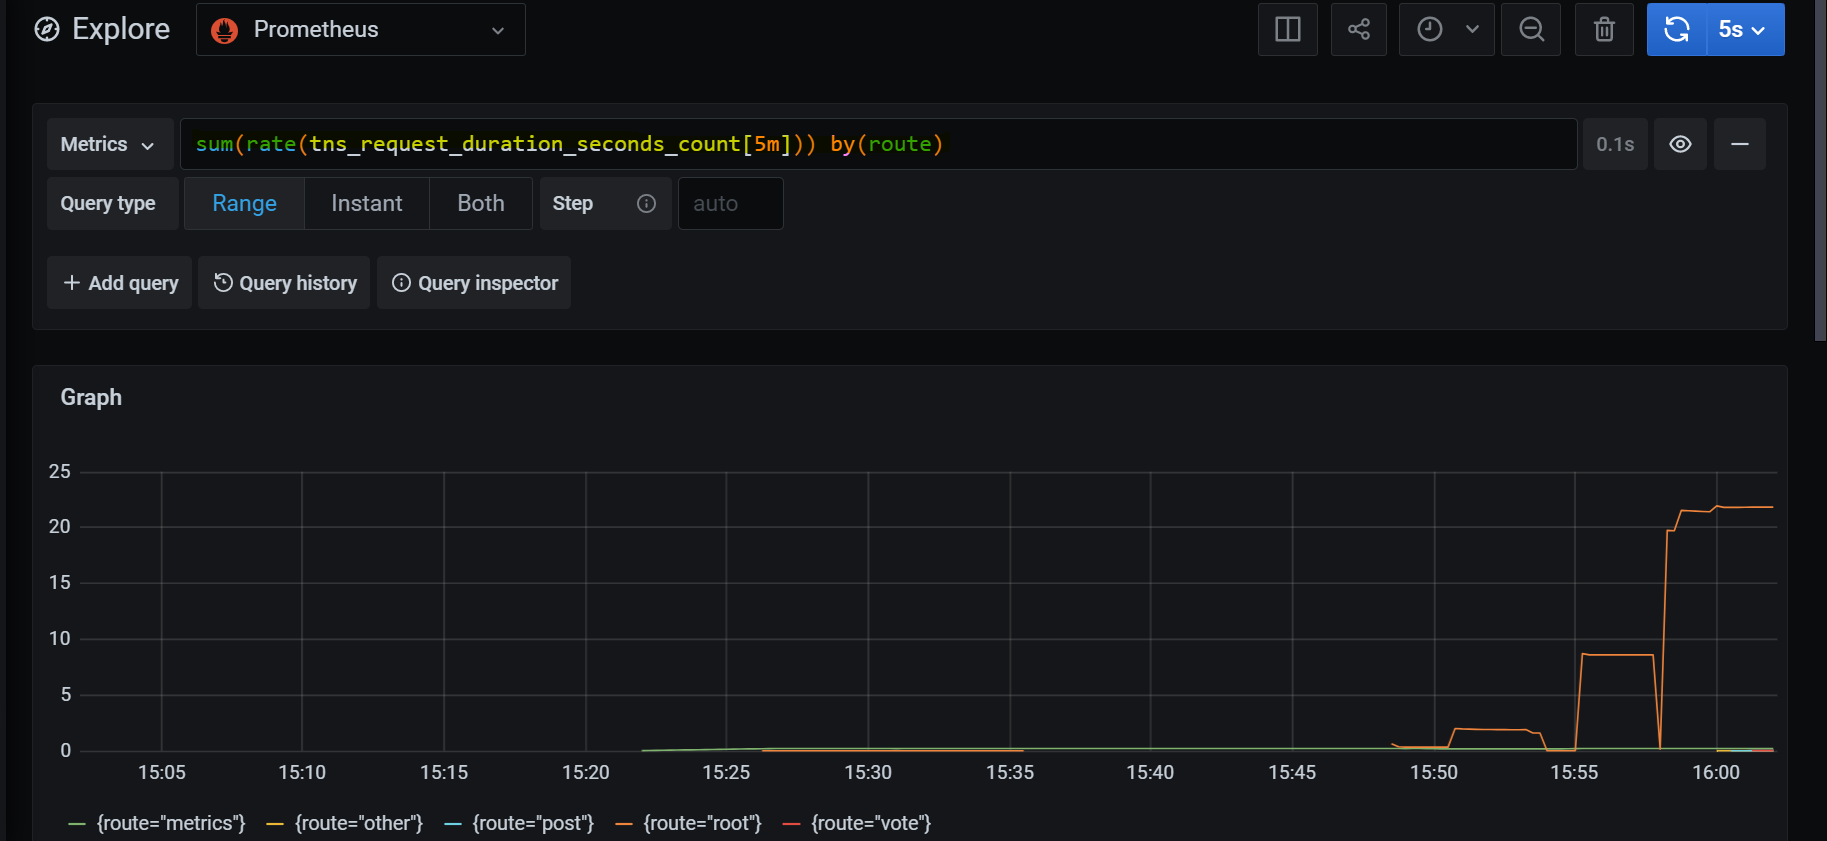 Explore Prometheus 5s
Metrics sum(rate(tns_request_duration_seconds_count[5m])) by(route) 0.1s
Query type Range Instant Both Step auto
+ Add query Query history Query inspector
Graph
25
20
15
10
5
0
15:05 15:10 15:15 15:20 15:25 15:30 15:35 15:40 15:45 15:50 15:55 16:00
{route="metrics"} {route="other"} {route="post"} {route="root"} {route="vote"}